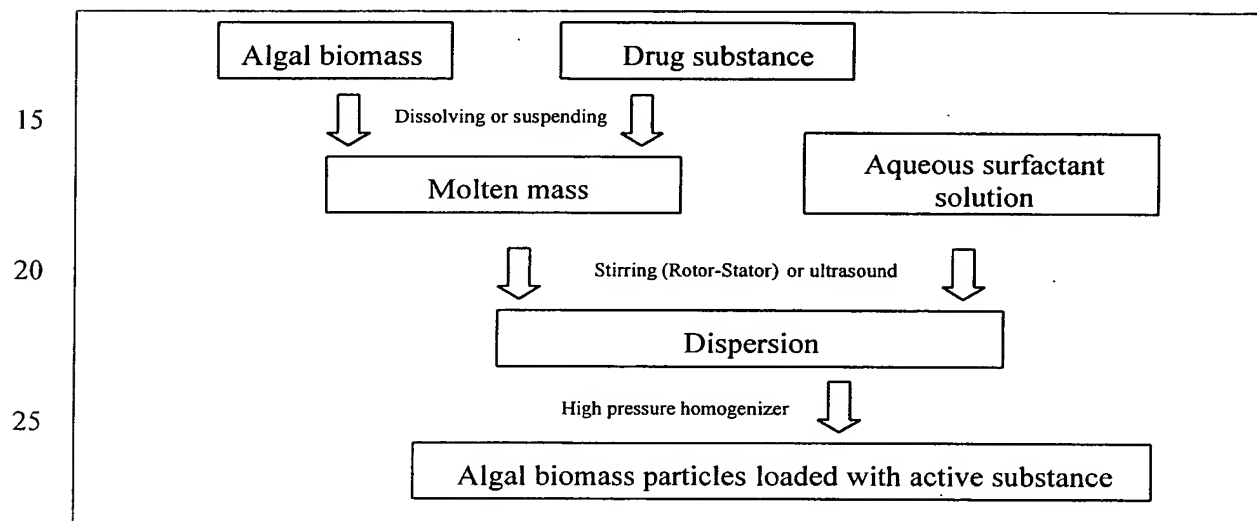 Algal biomass
Drug substance
15
Dissolving or suspending
Molten mass
Aqueous surfactant
solution
20
Stirring (Rotor-Stator) or ultrasound
Dispersion
25
High pressure homogenizer
Algal biomass particles loaded with active substance